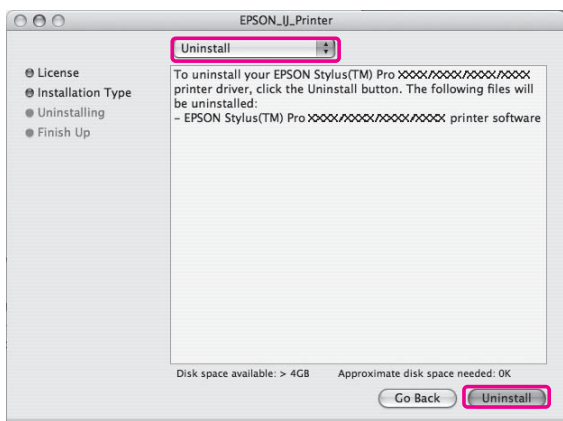 EPSON_IJ_Printer
Uninstall
License
Installation Type
Uninstalling
Finish Up
To uninstall your EPSON Stylus(TM) Pro XXXX/XXXX/XXXX/XXXX
printer driver, click the Uninstall button. The following files will
be uninstalled:
– EPSON Stylus(TM) Pro XXXX/XXXX/XXXX/XXXX printer software
Disk space available: > 4GB Approximate disk space needed: 0K
Go Back Uninstall